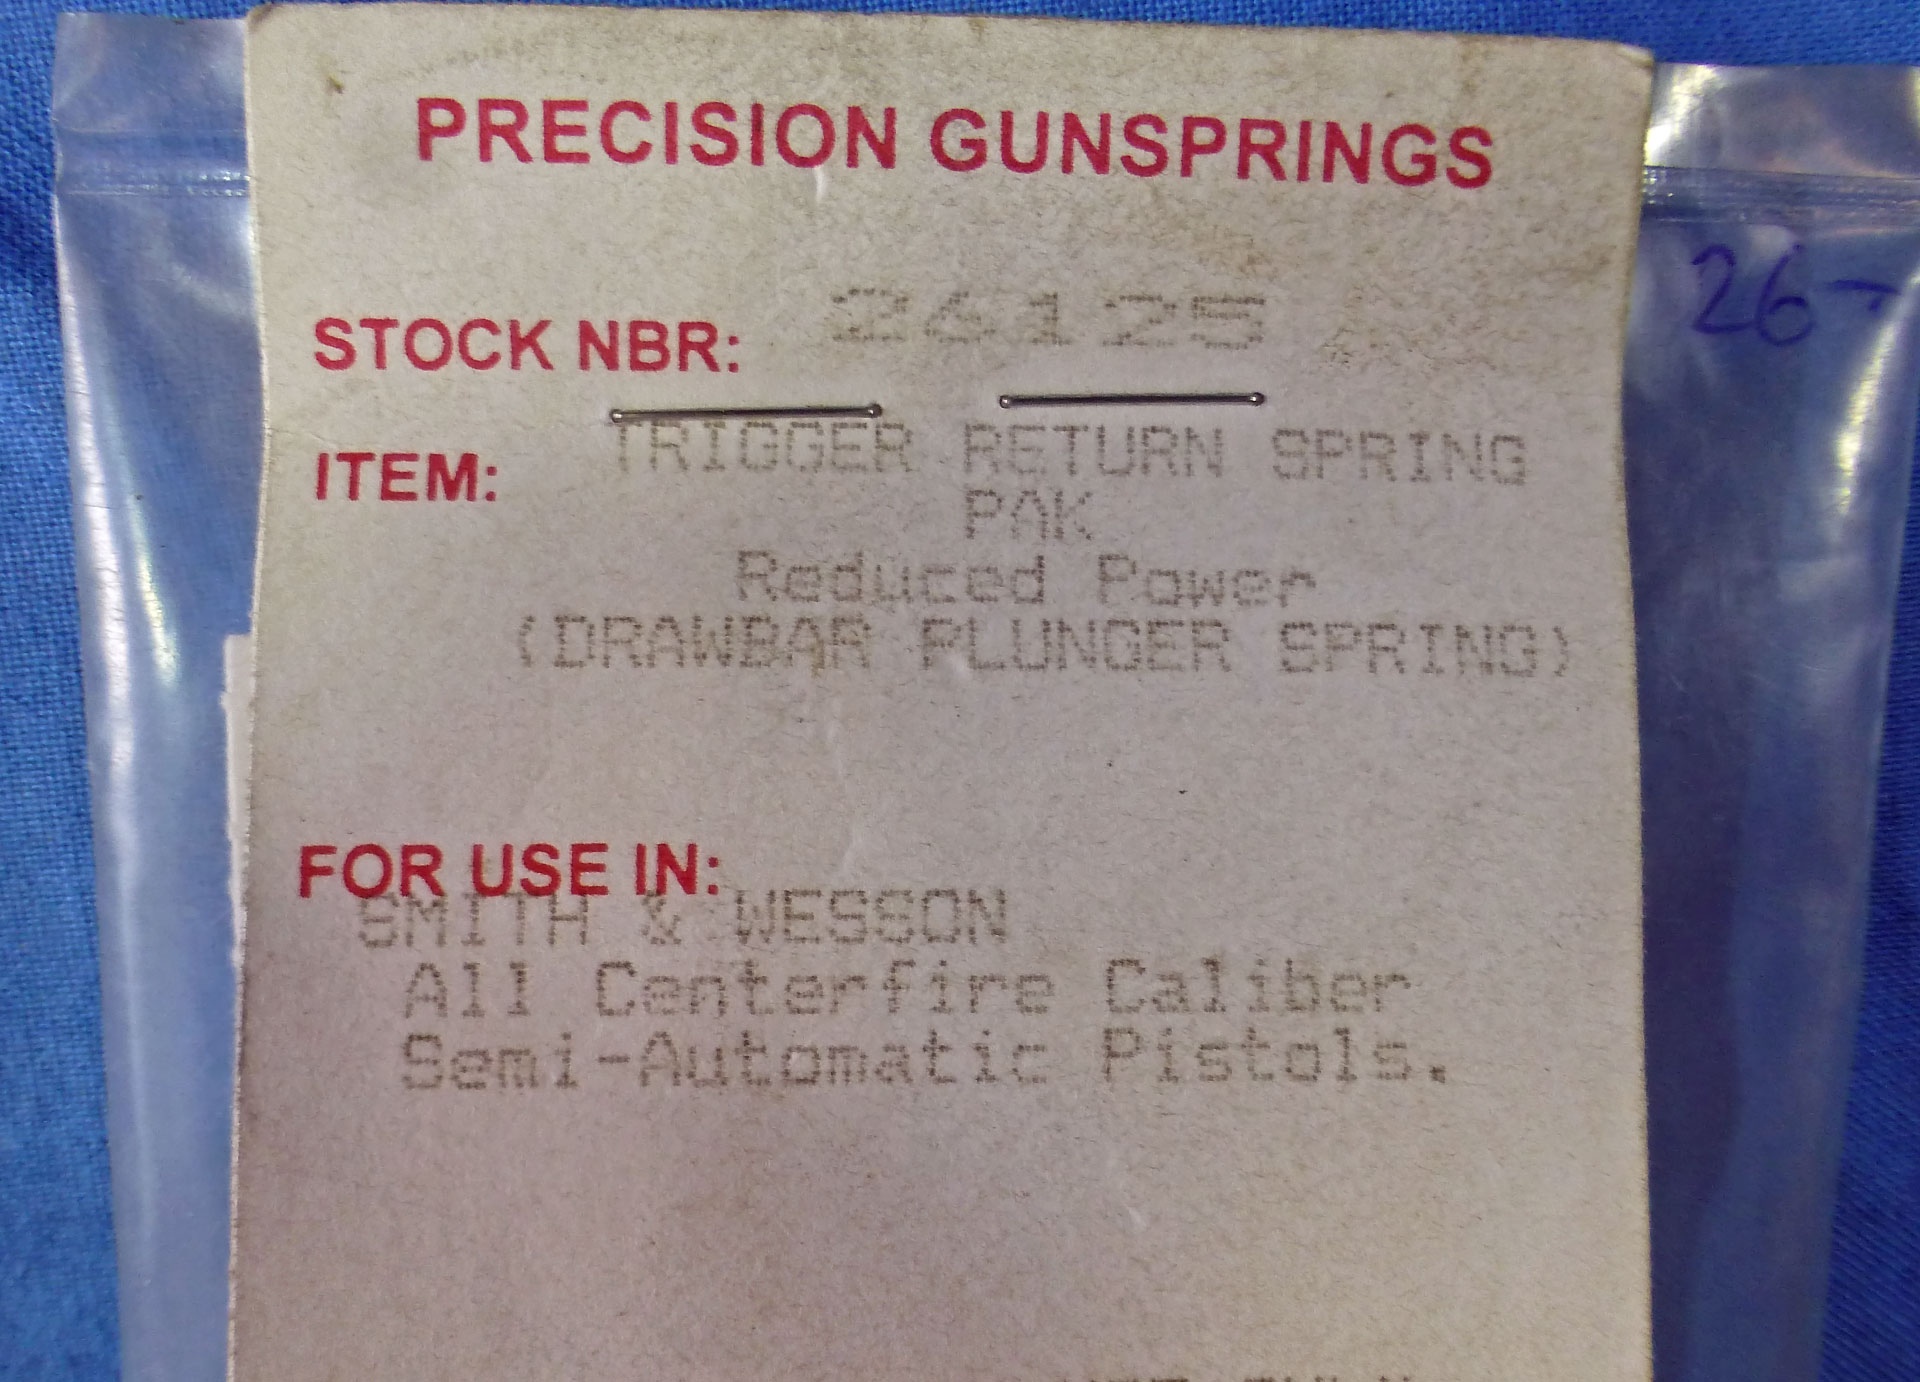 PRECISION GUNSPRINGS
STOCK NBR: 26125
26-
ITEM: TRIGGER RETURN SPRING
PAK
Reduced Power
(DRAWBAR PLUNGER SPRING)
FOR USE IN:
SMITH & WESSON
All Centerfire Caliber
Semi-Automatic Pistols.